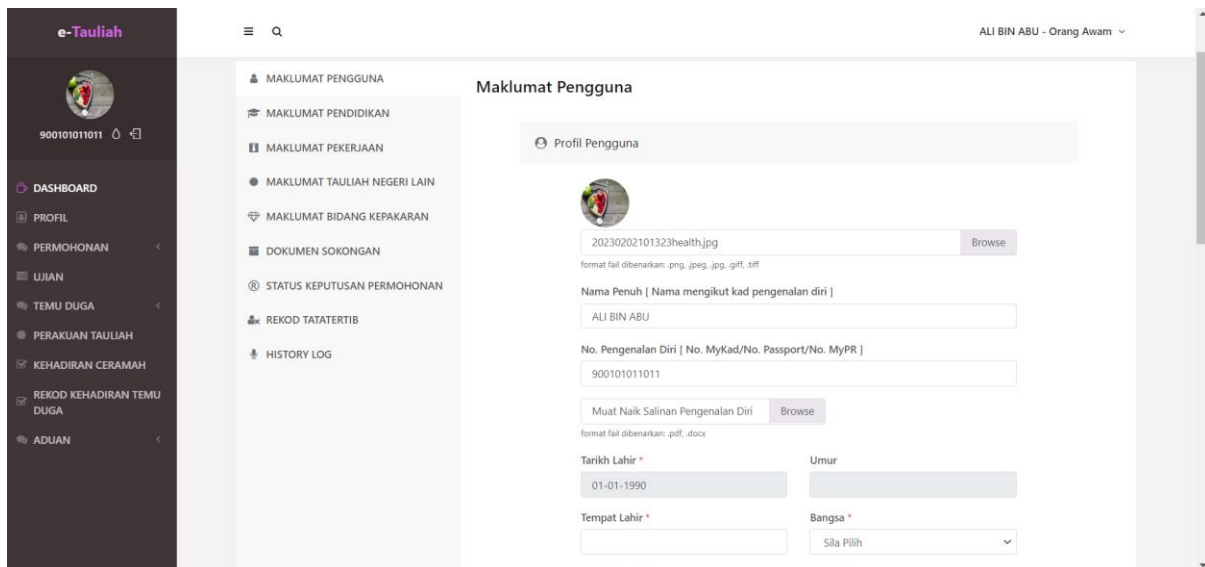 e-Tauliah
ALI BIN ABU - Orang Awam
900101011011
DASHBOARD
PROFIL
PERMOHONAN
UJIAN
TEMU DUGA
PERAKUAN TAULIAH
KEHADIRAN CERAMAH
REKOD KEHADIRAN TEMU
DUGA
ADUAN
MAKLUMAT PENGGUNA
MAKLUMAT PENDIDIKAN
MAKLUMAT PEKERJAAN
MAKLUMAT TAULIAH NEGERI LAIN
MAKLUMAT BIDANG KEPAKARAN
DOKUMEN SOKONGAN
STATUS KEPUTUSAN PERMOHONAN
REKOD TATATERTIB
HISTORY LOG
Maklumat Pengguna
Profil Pengguna
20230202101323health.jpg Browse
format fail dibenarkan: .png, .jpeg, .jpg, .giff, .tiff
Nama Penuh [ Nama mengikut kad pengenalan diri ]
ALI BIN ABU
No. Pengenalan Diri [ No. MyKad/No. Passport/No. MyPR ]
900101011011
Muat Naik Salinan Pengenalan Diri Browse
format fail dibenarkan: .pdf, .docx
Tarikh Lahir * Umur
01-01-1990
Tempat Lahir * Bangsa *
Sila Pilih